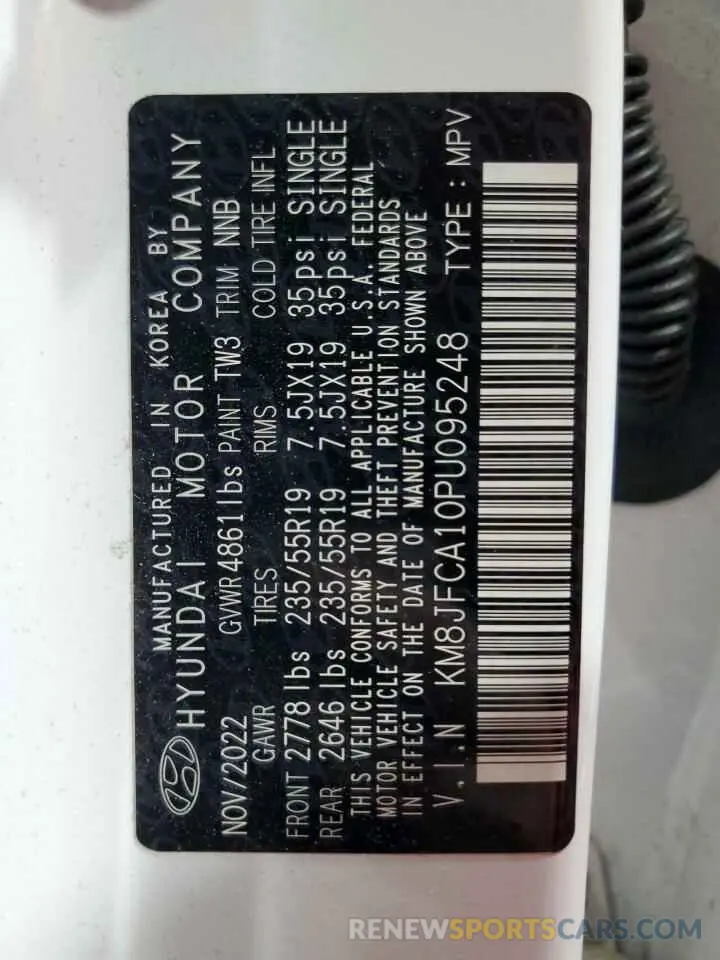 MANUFACTURED IN KOREA BY
HYUNDAI MOTOR COMPANY
NOV/2022 GVWR 4861 lbs PAINT TW3 TRIM NNB
GAWR TIRES RIMS COLD TIRE INFL
FRONT 2778 lbs 235/55R19 7.5JX19 35psi SINGLE
REAR 2646 lbs 235/55R19 7.5JX19 35psi SINGLE
THIS VEHICLE CONFORMS TO ALL APPLICABLE U.S.A. FEDERAL
MOTOR VEHICLE SAFETY AND THEFT PREVENTION STANDARDS
IN EFFECT ON THE DATE OF MANUFACTURE SHOWN ABOVE
V.I.N KM8JFCA10PU095248 TYPE : MPV
RENEWSPORTSCARS.COM